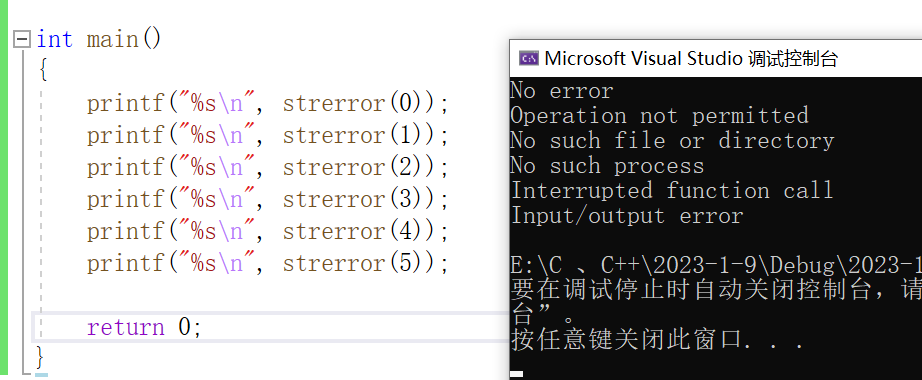 int main()
{
printf("%s\n", strerror(0));
printf("%s\n", strerror(1));
printf("%s\n", strerror(2));
printf("%s\n", strerror(3));
printf("%s\n", strerror(4));
printf("%s\n", strerror(5));
return 0;
}
Microsoft Visual Studio 调试控制台
No error
Operation not permitted
No such file or directory
No such process
Interrupted function call
Input/output error
E:\C 、C++\2023-1-9\Debug\2023-1
要在调试停止时自动关闭控制台，请
台”。
按任意键关闭此窗口. . .